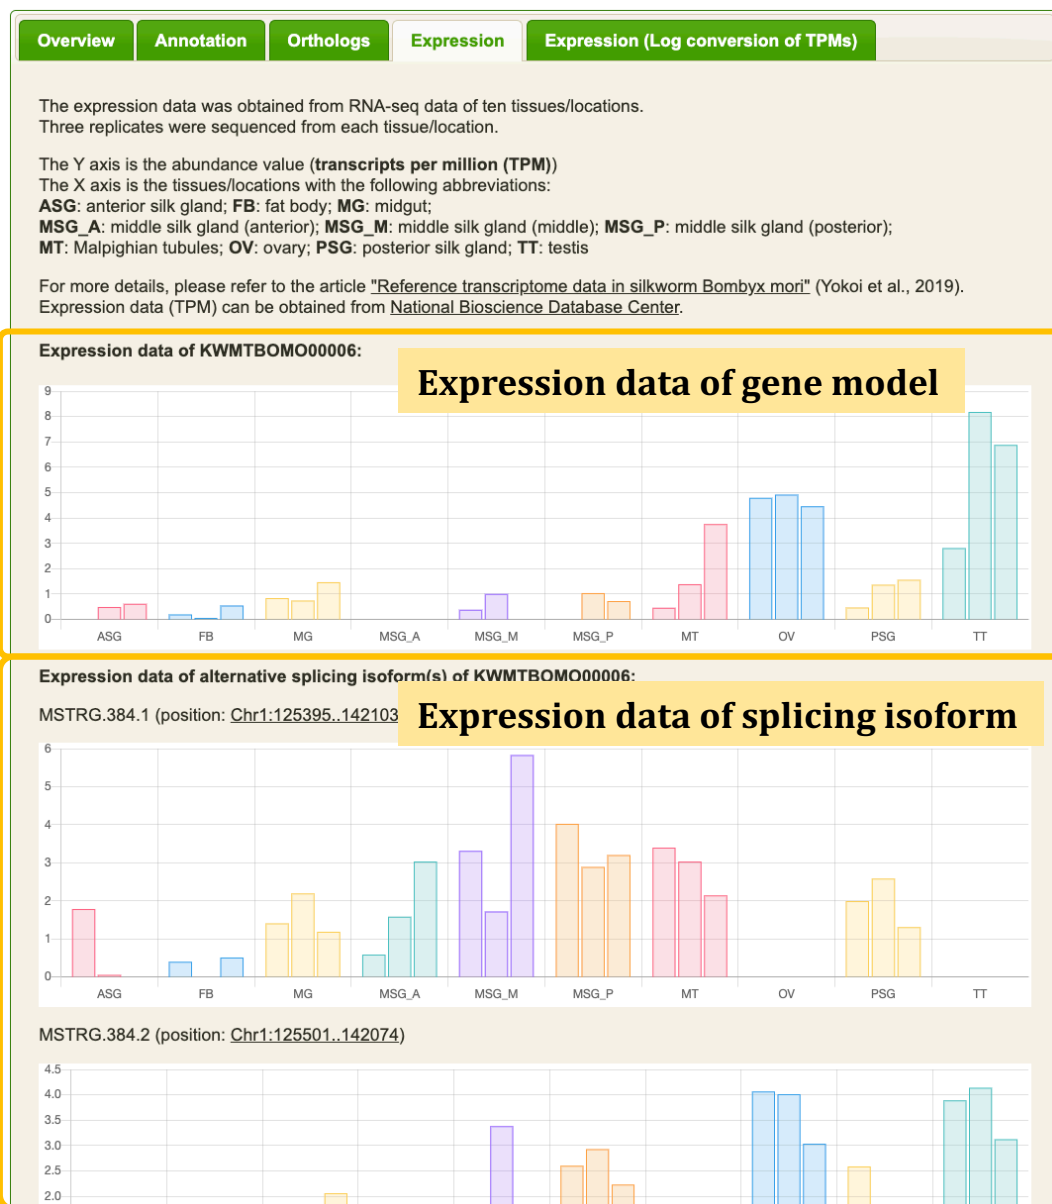 Overview Annotation Orthologs Expression Expression (Log conversion of TPMs)
The expression data was obtained from RNA-seq data of ten tissues/locations.
Three replicates were sequenced from each tissue/location.
The Y axis is the abundance value (transcripts per million (TPM))
The X axis is the tissues/locations with the following abbreviations:
ASG: anterior silk gland; FB: fat body; MG: midgut;
MSG_A: middle silk gland (anterior); MSG_M: middle silk gland (middle); MSG_P: middle silk gland (posterior);
MT: Malpighian tubules; OV: ovary; PSG: posterior silk gland; TT: testis
For more details, please refer to the article "Reference transcriptome data in silkworm Bombyx mori" (Yokoi et al., 2019).
Expression data (TPM) can be obtained from National Bioscience Database Center.
Expression data of KWMTBOMO00006:
Expression data of gene model
9
8
7
6
5
4
3
2
1
0
ASG FB MG MSG_A MSG_M MSG_P MT OV PSG TT
Expression data of alternative splicing isoform(s) of KWMTBOMO00006:
MSTRG.384.1 (position: Chr1:125395..142103
Expression data of splicing isoform
6
5
4
3
2
1
0
ASG FB MG MSG_A MSG_M MSG_P MT OV PSG TT
MSTRG.384.2 (position: Chr1:125501..142074)
4.5
4.0
3.5
3.0
2.5
2.0